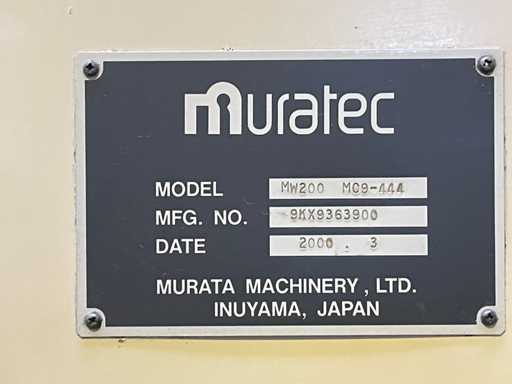 muratec
MODEL MW200 MC9-444
MFG. NO. 9KX9363900
DATE 2000 . 3
MURATA MACHINERY, LTD.
INUYAMA, JAPAN